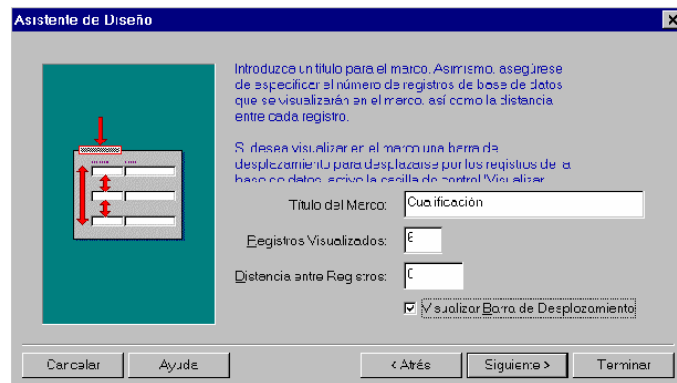 Asistente de Diseño
Introduzca un título para el marco. Asimismo, asegúrese
de especificar el número de registros de base de datos
que se visualizarán en el marco, así como la distancia
entre cada registro.
Si desea visualizar en el marco una barra de
desplazamiento para desplazarse por los registros de la
base de datos, active la casilla de control 'Visualizar
Título del Marco: Cualificación
Registros Visualizados: 6
Distancia entre Registros: 0
Visualizar Barra de Desplazamiento
Cancelar Ayuda < Atrás Siguiente > Terminar